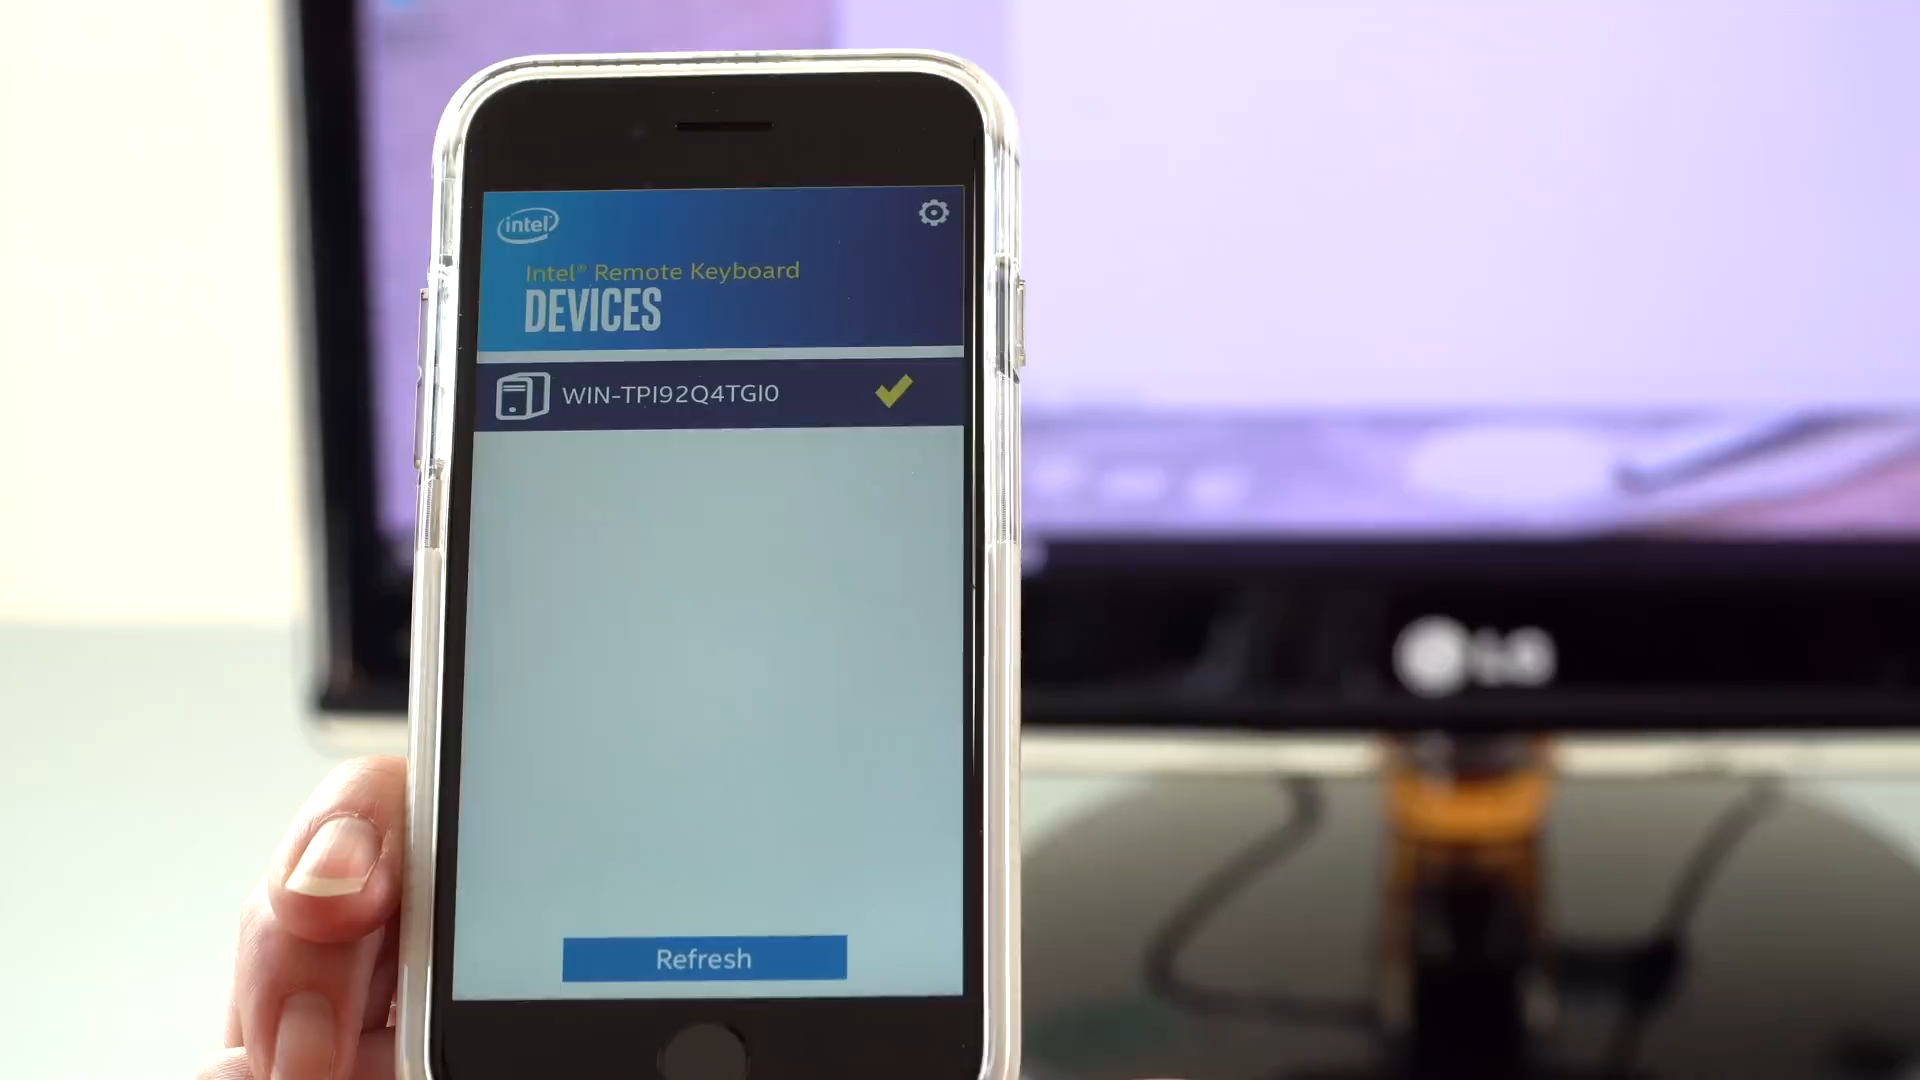 intel
Intel® Remote Keyboard
DEVICES
WIN-TPI92Q4TGI0
Refresh
LG